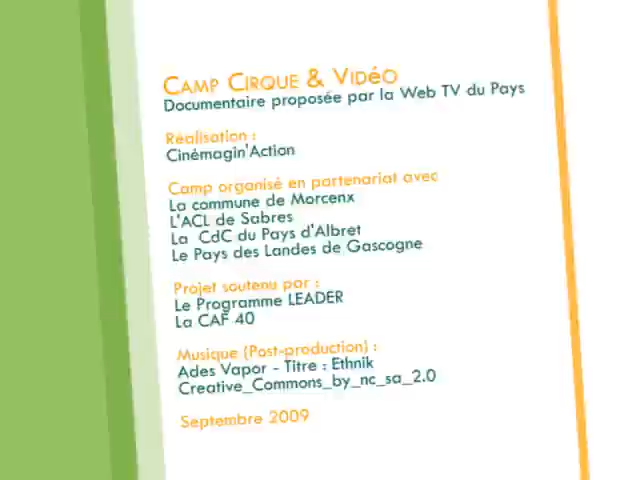 Camp Cirque & Vidéo
Documentaire proposée par la Web TV du Pays
Réalisation :
Cinémagin'Action
Camp organisé en partenariat avec
La commune de Morcenx
L'ACL de Sabres
La CdC du Pays d'Albret
Le Pays des Landes de Gascogne
Projet soutenu par :
Le Programme LEADER
La CAF 40
Musique (Post-production) :
Ades Vapor - Titre : Ethnik
Creative_Commons_by_nc_sa_2.0
Septembre 2009